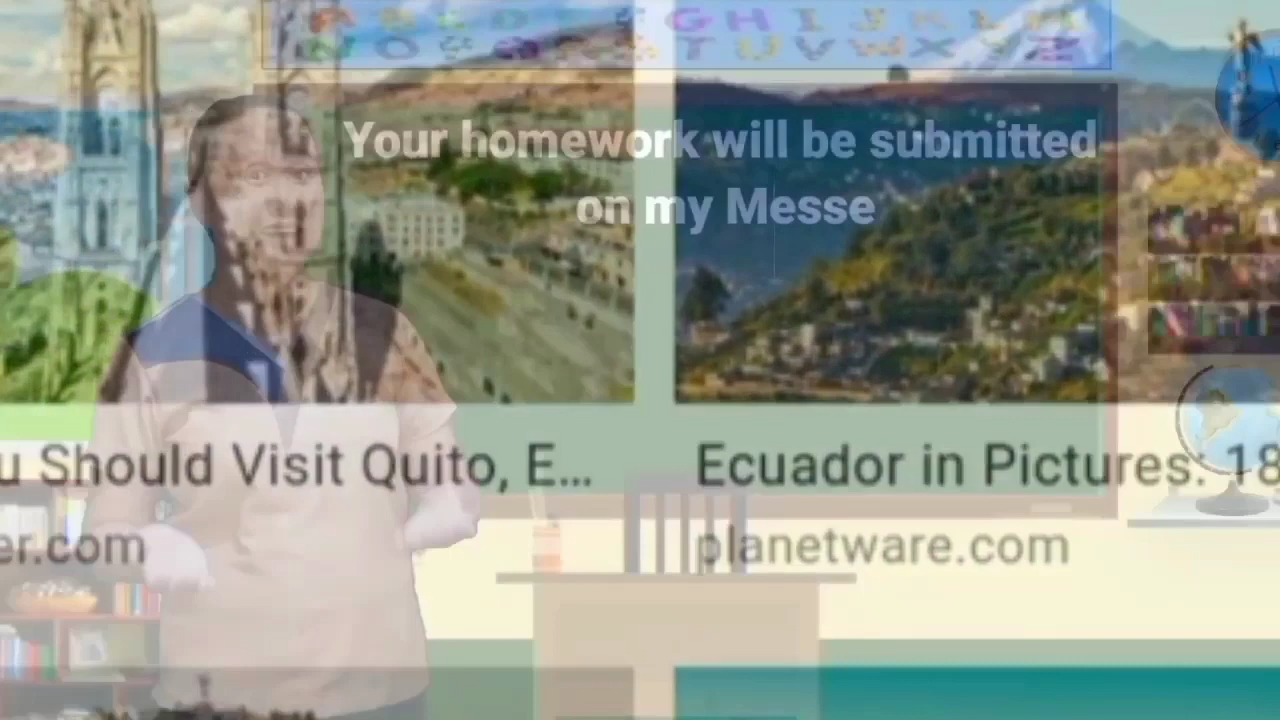 A B C D E F G H I J K L M
N O P Q R S T U V W X Y Z
Your homework will be submitted
on my Messe
u Should Visit Quito, E...
Ecuador in Pictures: 18
er.com
planetware.com